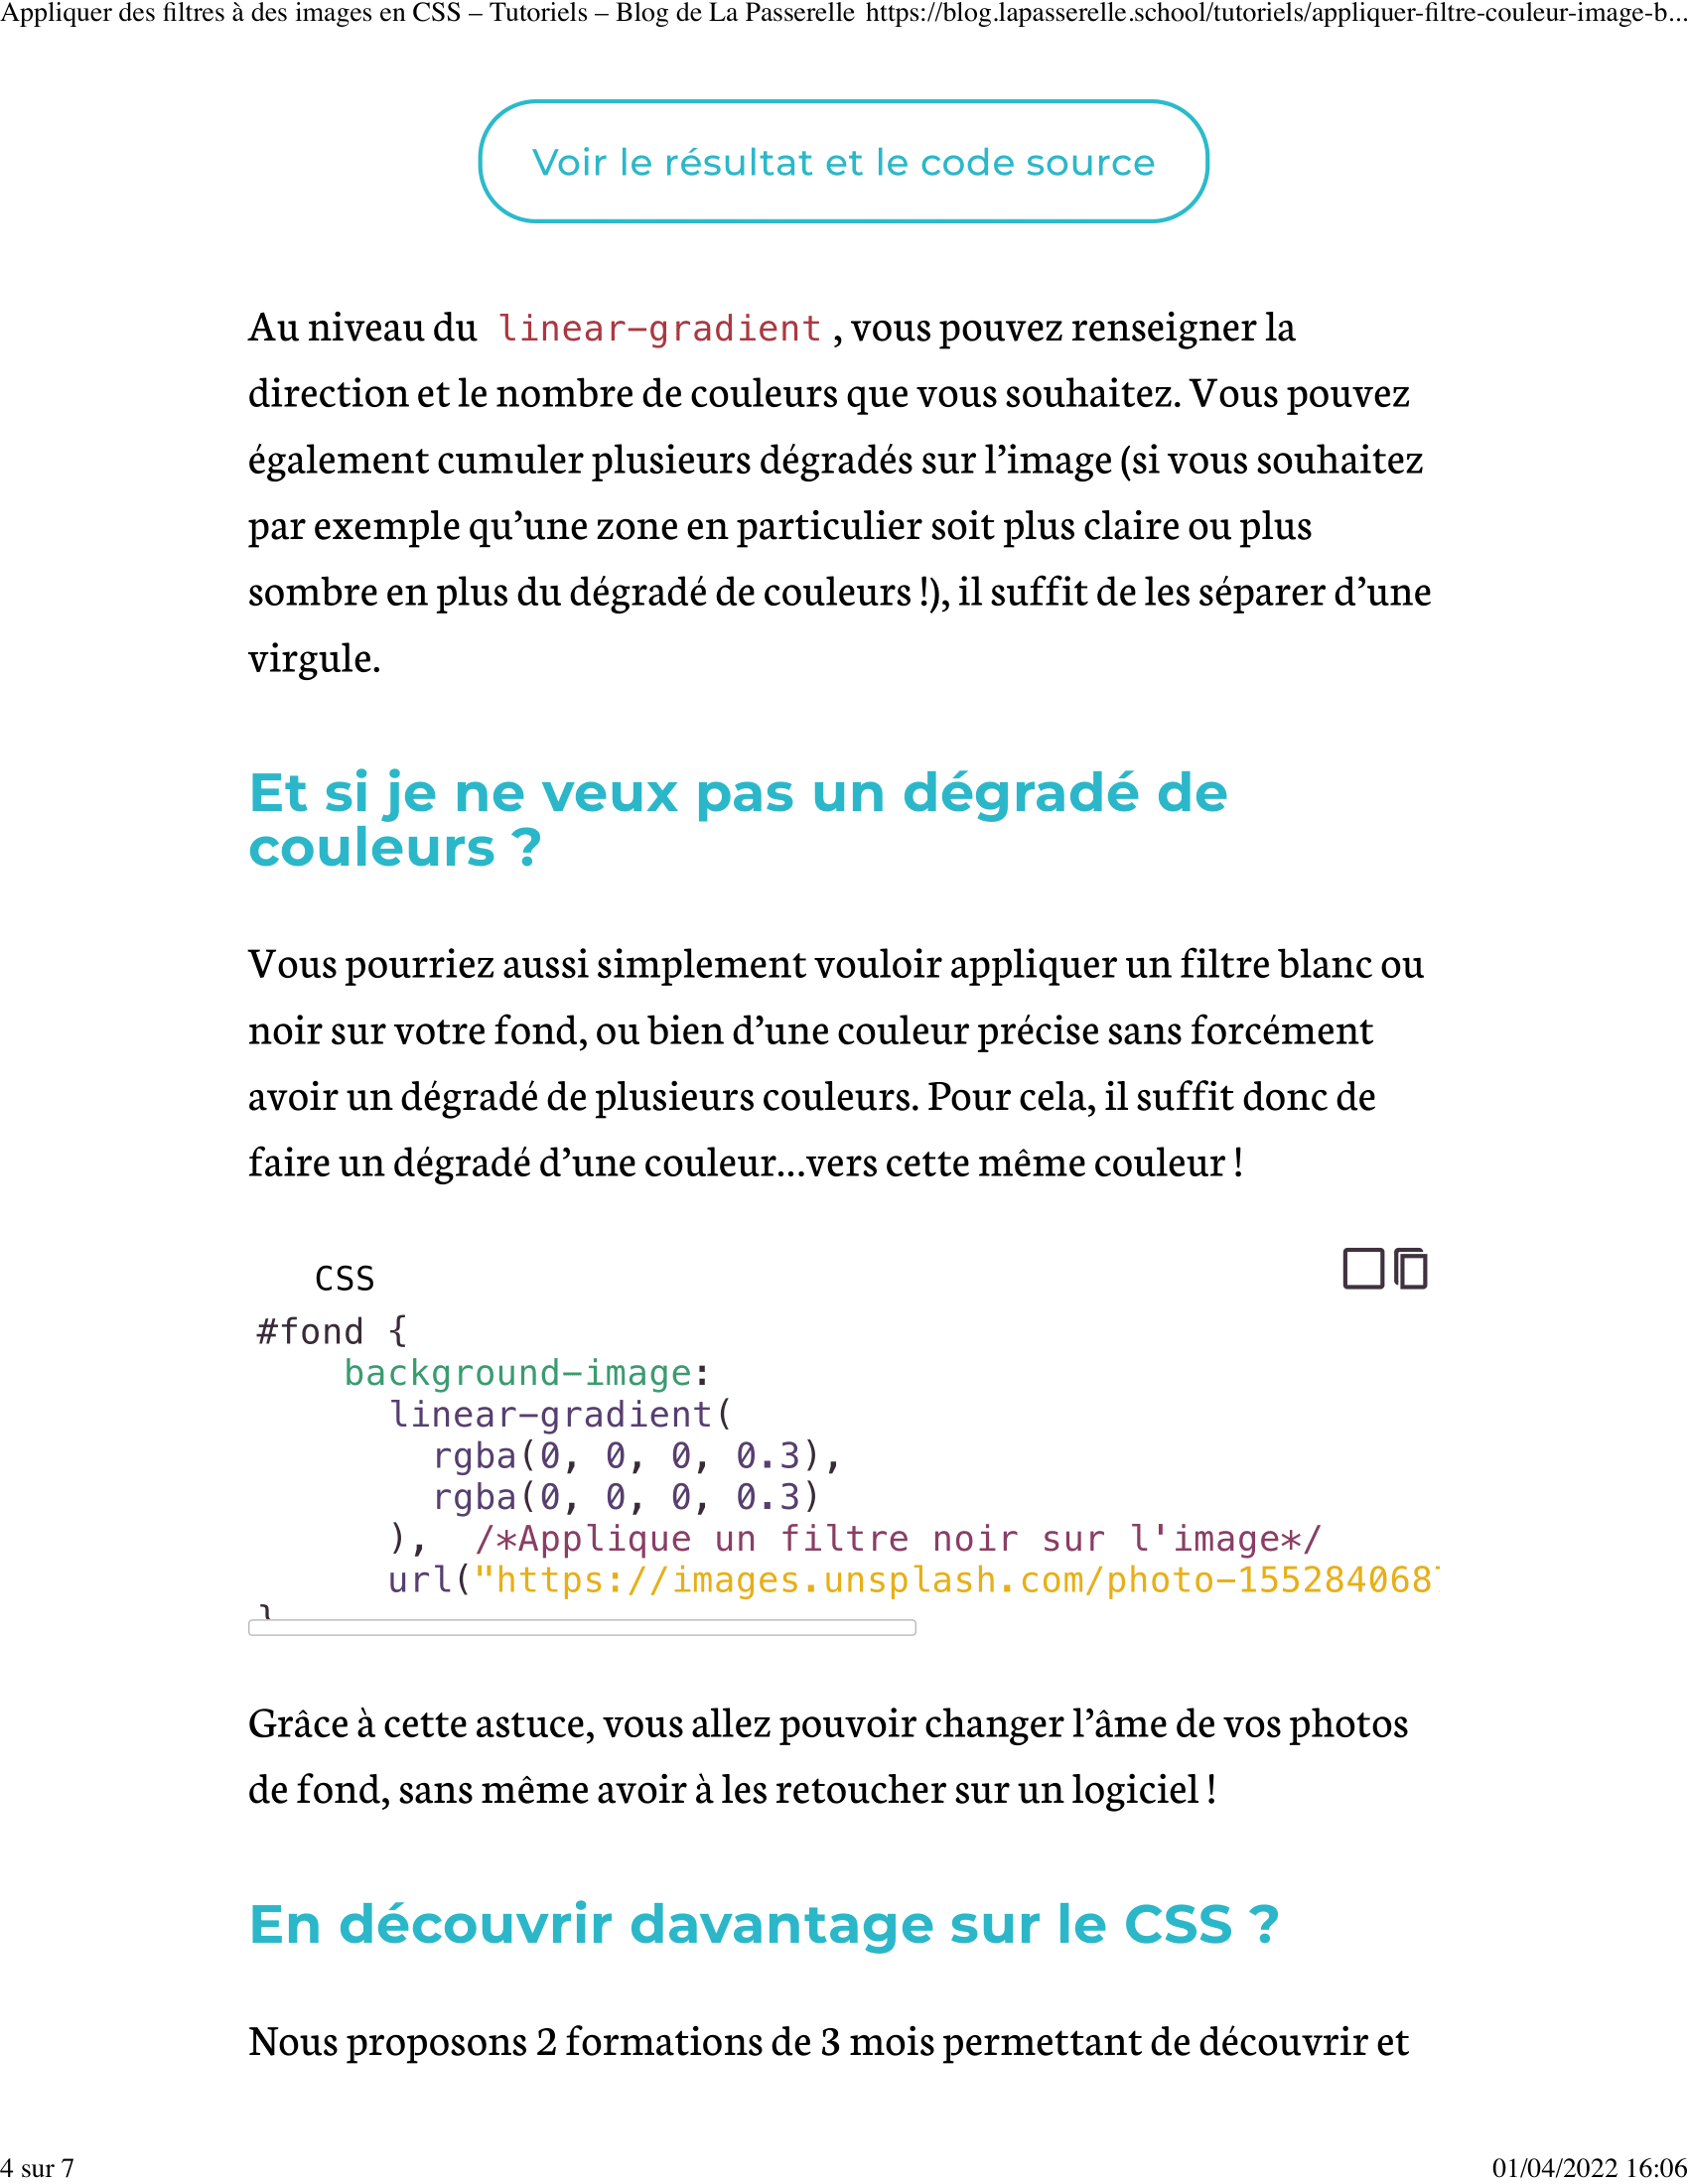 Appliquer des filtres à des images en CSS – Tutoriels – Blog de La Passerelle https://blog.lapasserelle.school/tutoriels/appliquer-filtre-couleur-image-b...
Voir le résultat et le code source
Au niveau du linear-gradient , vous pouvez renseigner la
direction et le nombre de couleurs que vous souhaitez. Vous pouvez
également cumuler plusieurs dégradés sur l’image (si vous souhaitez
par exemple qu’une zone en particulier soit plus claire ou plus
sombre en plus du dégradé de couleurs !), il suffit de les séparer d’une
virgule.
Et si je ne veux pas un dégradé de
couleurs ?
Vous pourriez aussi simplement vouloir appliquer un filtre blanc ou
noir sur votre fond, ou bien d’une couleur précise sans forcément
avoir un dégradé de plusieurs couleurs. Pour cela, il suffit donc de
faire un dégradé d’une couleur...vers cette même couleur !
CSS
#fond {
background-image:
linear-gradient(
rgba(0, 0, 0, 0.3),
rgba(0, 0, 0, 0.3)
), /*Applique un filtre noir sur l'image*/
url("https://images.unsplash.com/photo-155284068
}
Grâce à cette astuce, vous allez pouvoir changer l’âme de vos photos
de fond, sans même avoir à les retoucher sur un logiciel !
En découvrir davantage sur le CSS ?
Nous proposons 2 formations de 3 mois permettant de découvrir et
4 sur 7
01/04/2022 16:06